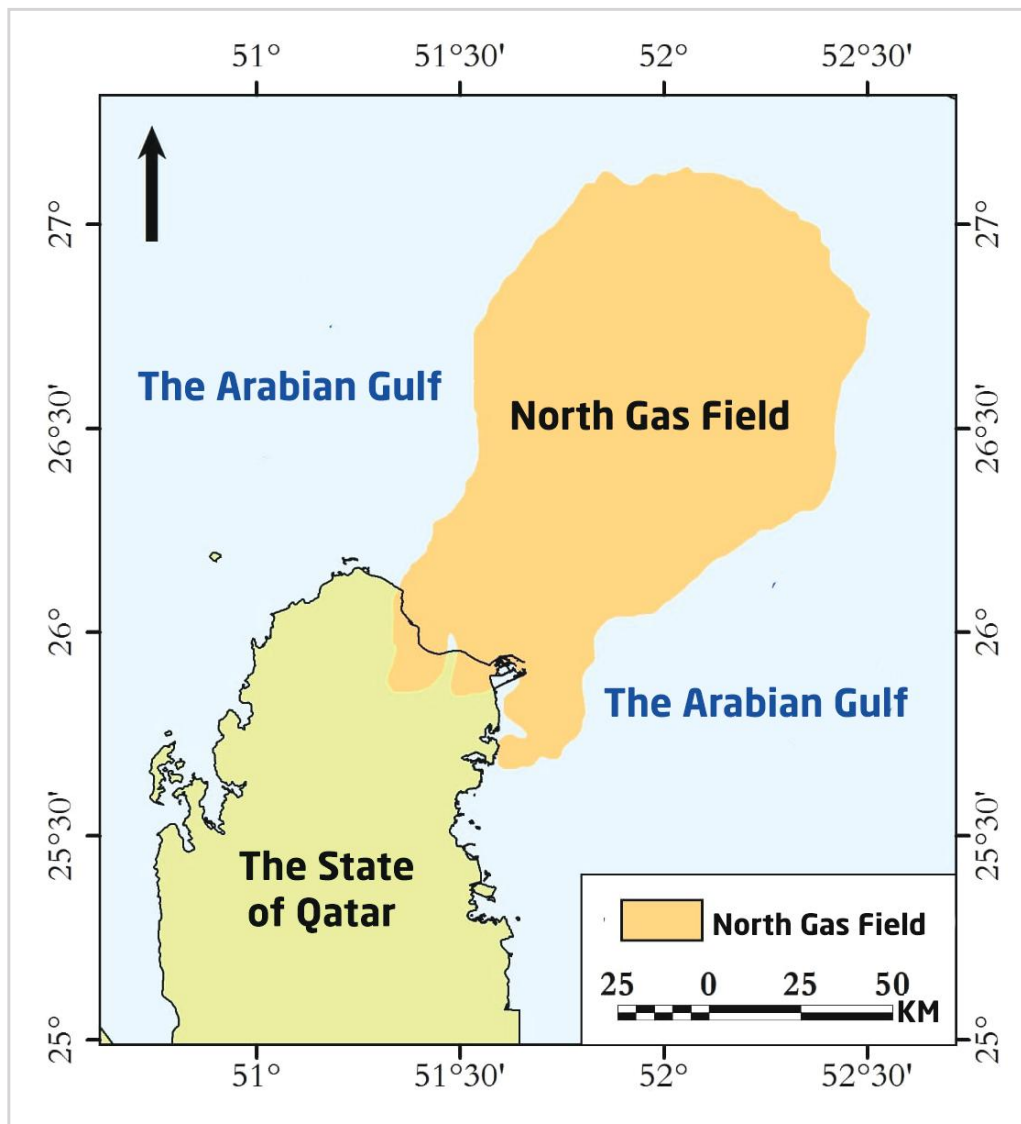 51° 51°30' 52° 52°30'
27° 27°
The Arabian Gulf
North Gas Field
26°30' 26°30'
26° 26°
The Arabian Gulf
25°30' 25°30'
The State
of Qatar
North Gas Field
25 0 25 50
KM
25° 25°
51° 51°30' 52° 52°30'